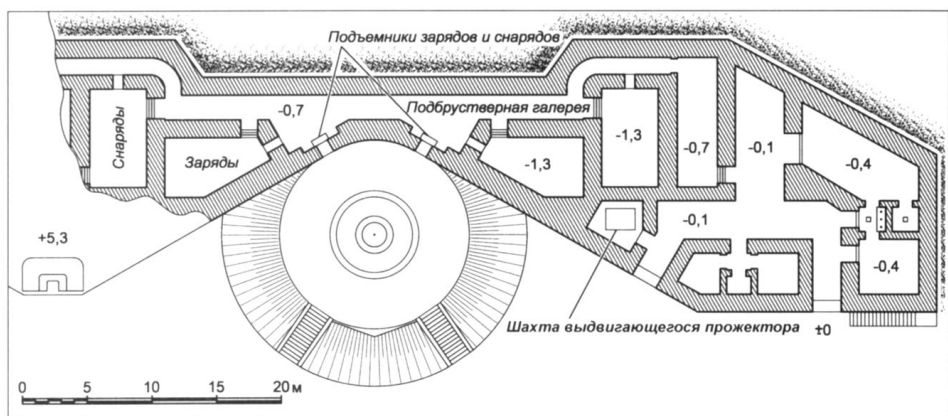 Подъемники зарядов и снарядов
-0,7
Подбрустверная галерея
Снаряды
Заряды
-1,3
-1,3
-0,7
-0,1
-0,4
+5,3
-0,1
-0,4
Шахта выдвигающегося прожектора
±0
0 5 10 15 20 м